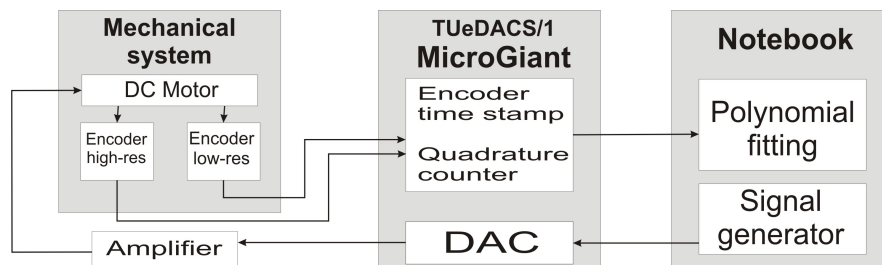 Mechanical
system
DC Motor
Encoder
high-res
Encoder
low-res
Amplifier
TUeDACS/1
MicroGiant
Encoder
time stamp
Quadrature
counter
DAC
Notebook
Polynomial
fitting
Signal
generator